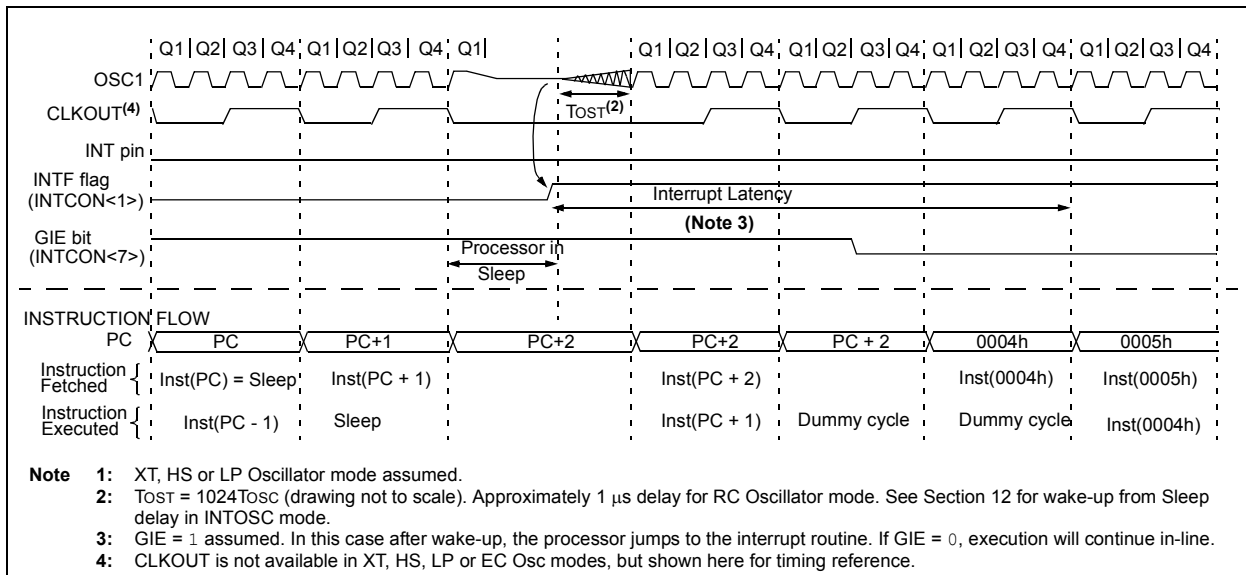 Q1 Q2 Q3 Q4 Q1 Q2 Q3 Q4 Q1 Q1 Q2 Q3 Q4 Q1 Q2 Q3 Q4 Q1 Q2 Q3 Q4 Q1 Q2 Q3 Q4
OSC1
CLKOUT(4)
TOST(2)
INT pin
INTF flag
(INTCON<1>)
Interrupt Latency
(Note 3)
GIE bit
(INTCON<7>)
Processor in
Sleep
INSTRUCTION FLOW
PC PC PC+1 PC+2 PC+2 PC + 2 0004h 0005h
Instruction
Fetched
Inst(PC) = Sleep Inst(PC + 1) Inst(PC + 2) Inst(0004h) Inst(0005h)
Instruction
Executed
Inst(PC - 1) Sleep Inst(PC + 1) Dummy cycle Dummy cycle Inst(0004h)
Note 1: XT, HS or LP Oscillator mode assumed.
2: TOST = 1024TOSC (drawing not to scale). Approximately 1 μs delay for RC Oscillator mode. See Section 12 for wake-up from Sleep
delay in INTOSC mode.
3: GIE = 1 assumed. In this case after wake-up, the processor jumps to the interrupt routine. If GIE = 0, execution will continue in-line.
4: CLKOUT is not available in XT, HS, LP or EC Osc modes, but shown here for timing reference.